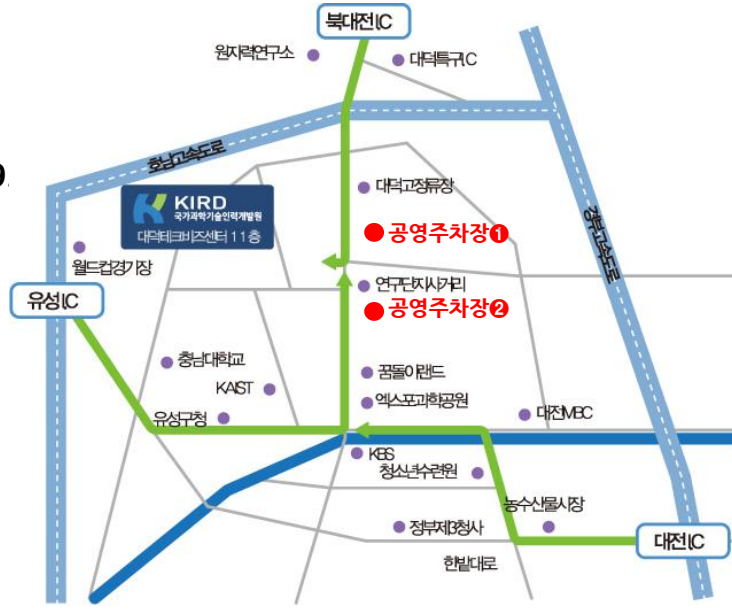 북대전IC
원자력연구소
대덕특구IC
호남고속도로
9.
KIRD
국가과학기술인력개발원
대덕테크비즈센터 11층
대덕고정류장
공영주차장❶
경부고속도로
월드컵경기장
유성IC
연구단지사거리
공영주차장❷
충남대학교
KAIST
유성구청
꿈돌이랜드
엑스포과학공원
대전MBC
KBS
청소년수련원
농수산물시장
정부제3청사
대전IC
한밭대로